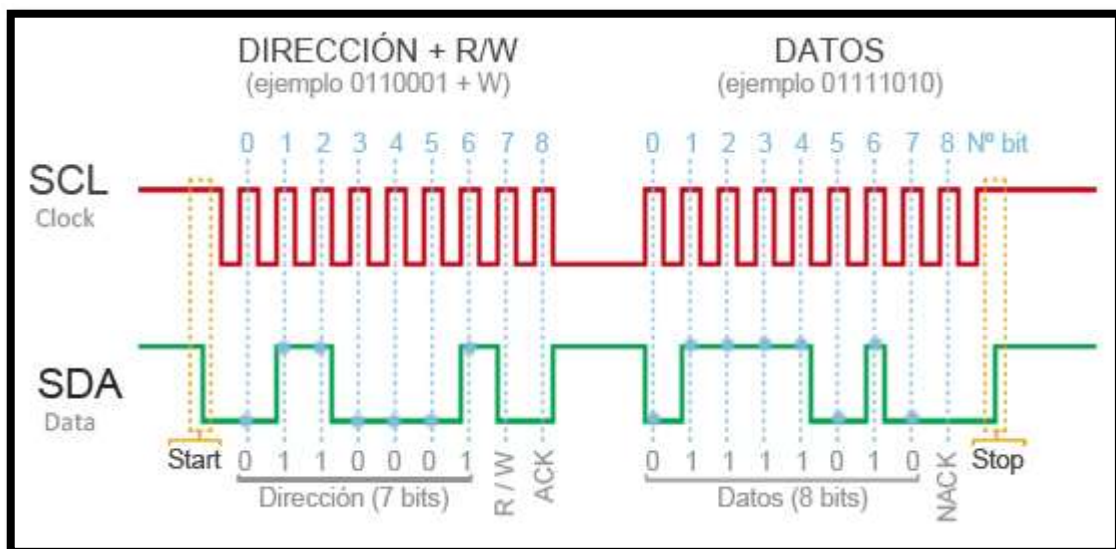 DIRECCIÓN + R/W
(ejemplo 0110001 + W)
DATOS
(ejemplo 01111010)
0 1 2 3 4 5 6 7 8
0 1 2 3 4 5 6 7 8 Nº bit
SCL
Clock
SDA
Data
Start
0 1 1 0 0 0 1
R / W
ACK
Dirección (7 bits)
0 1 1 1 1 0 1 0
NACK
Stop
Datos (8 bits)